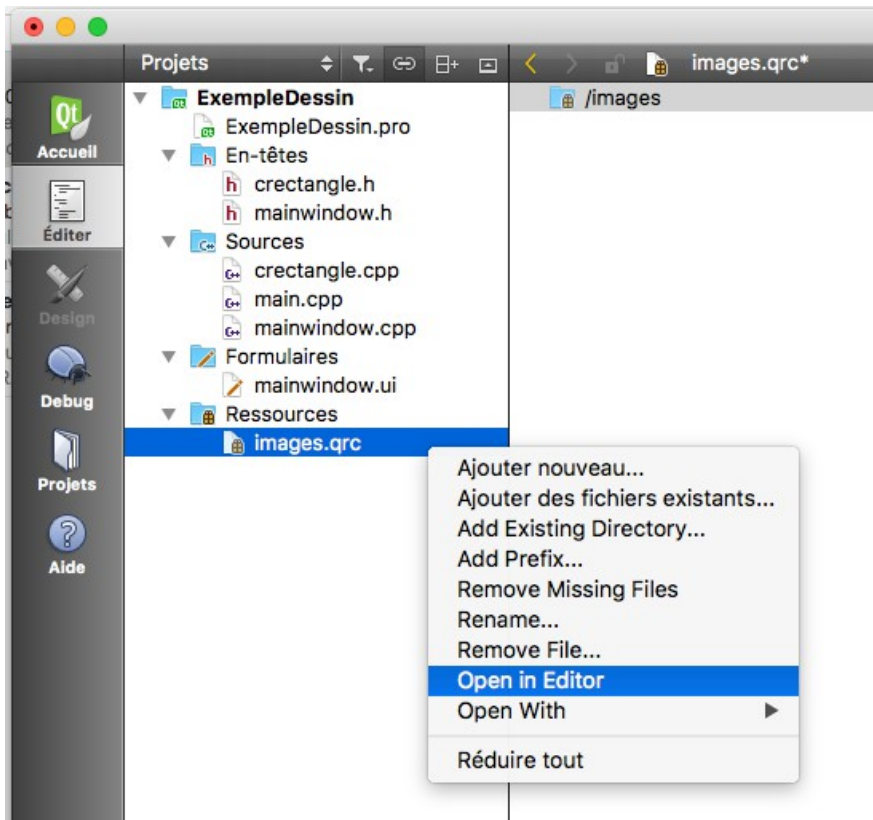 Projets
images.qrc*
ExempleDessin
/images
ExempleDessin.pro
Accueil
En-têtes
crectangle.h
mainwindow.h
Éditer
Sources
crectangle.cpp
main.cpp
Design
mainwindow.cpp
Formulaires
mainwindow.ui
Debug
Ressources
images.qrc
Projets
Aide
Ajouter nouveau...
Ajouter des fichiers existants...
Add Existing Directory...
Add Prefix...
Remove Missing Files
Rename...
Remove File...
Open in Editor
Open With
Réduire tout